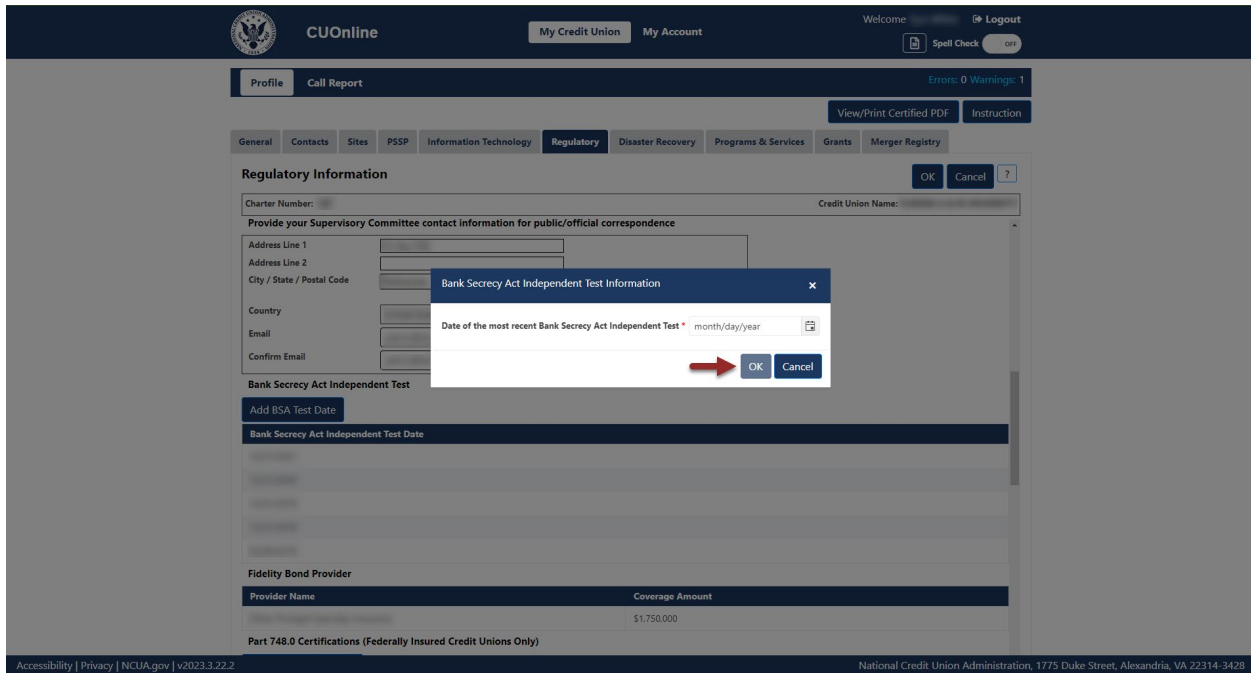 CUOnline
My Credit Union My Account
Welcome
Logout
Spell Check OFF
Profile Call Report
Errors: 0 Warnings: 1
View/Print Certified PDF Instruction
General Contacts Sites PSSP Information Technology Regulatory Disaster Recovery Programs & Services Grants Merger Registry
Regulatory Information
OK Cancel ?
Charter Number:
Credit Union Name:
Provide your Supervisory Committee contact information for public/official correspondence
Address Line 1
Address Line 2
City / State / Postal Code
Country
Email
Confirm Email
Bank Secrecy Act Independent Test Information ×
Date of the most recent Bank Secrecy Act Independent Test * month/day/year
OK Cancel
Bank Secrecy Act Independent Test
Add BSA Test Date
Bank Secrecy Act Independent Test Date
Fidelity Bond Provider
Provider Name Coverage Amount
$1,750,000
Part 748.0 Certifications (Federally Insured Credit Unions Only)
Accessibility | Privacy | NCUA.gov | v2023.3.22.2
National Credit Union Administration, 1775 Duke Street, Alexandria, VA 22314-3428